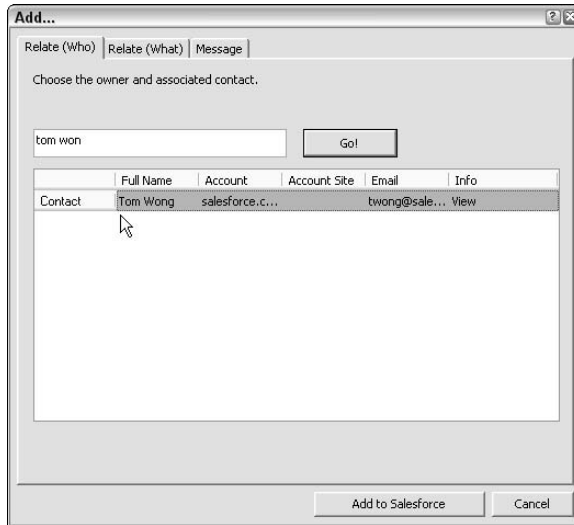 Add...
Relate (Who) Relate (What) Message
Choose the owner and associated contact.
tom won Go!
Full Name Account Account Site Email Info
Contact Tom Wong salesforce.c... twong@sale... View
Add to Salesforce Cancel